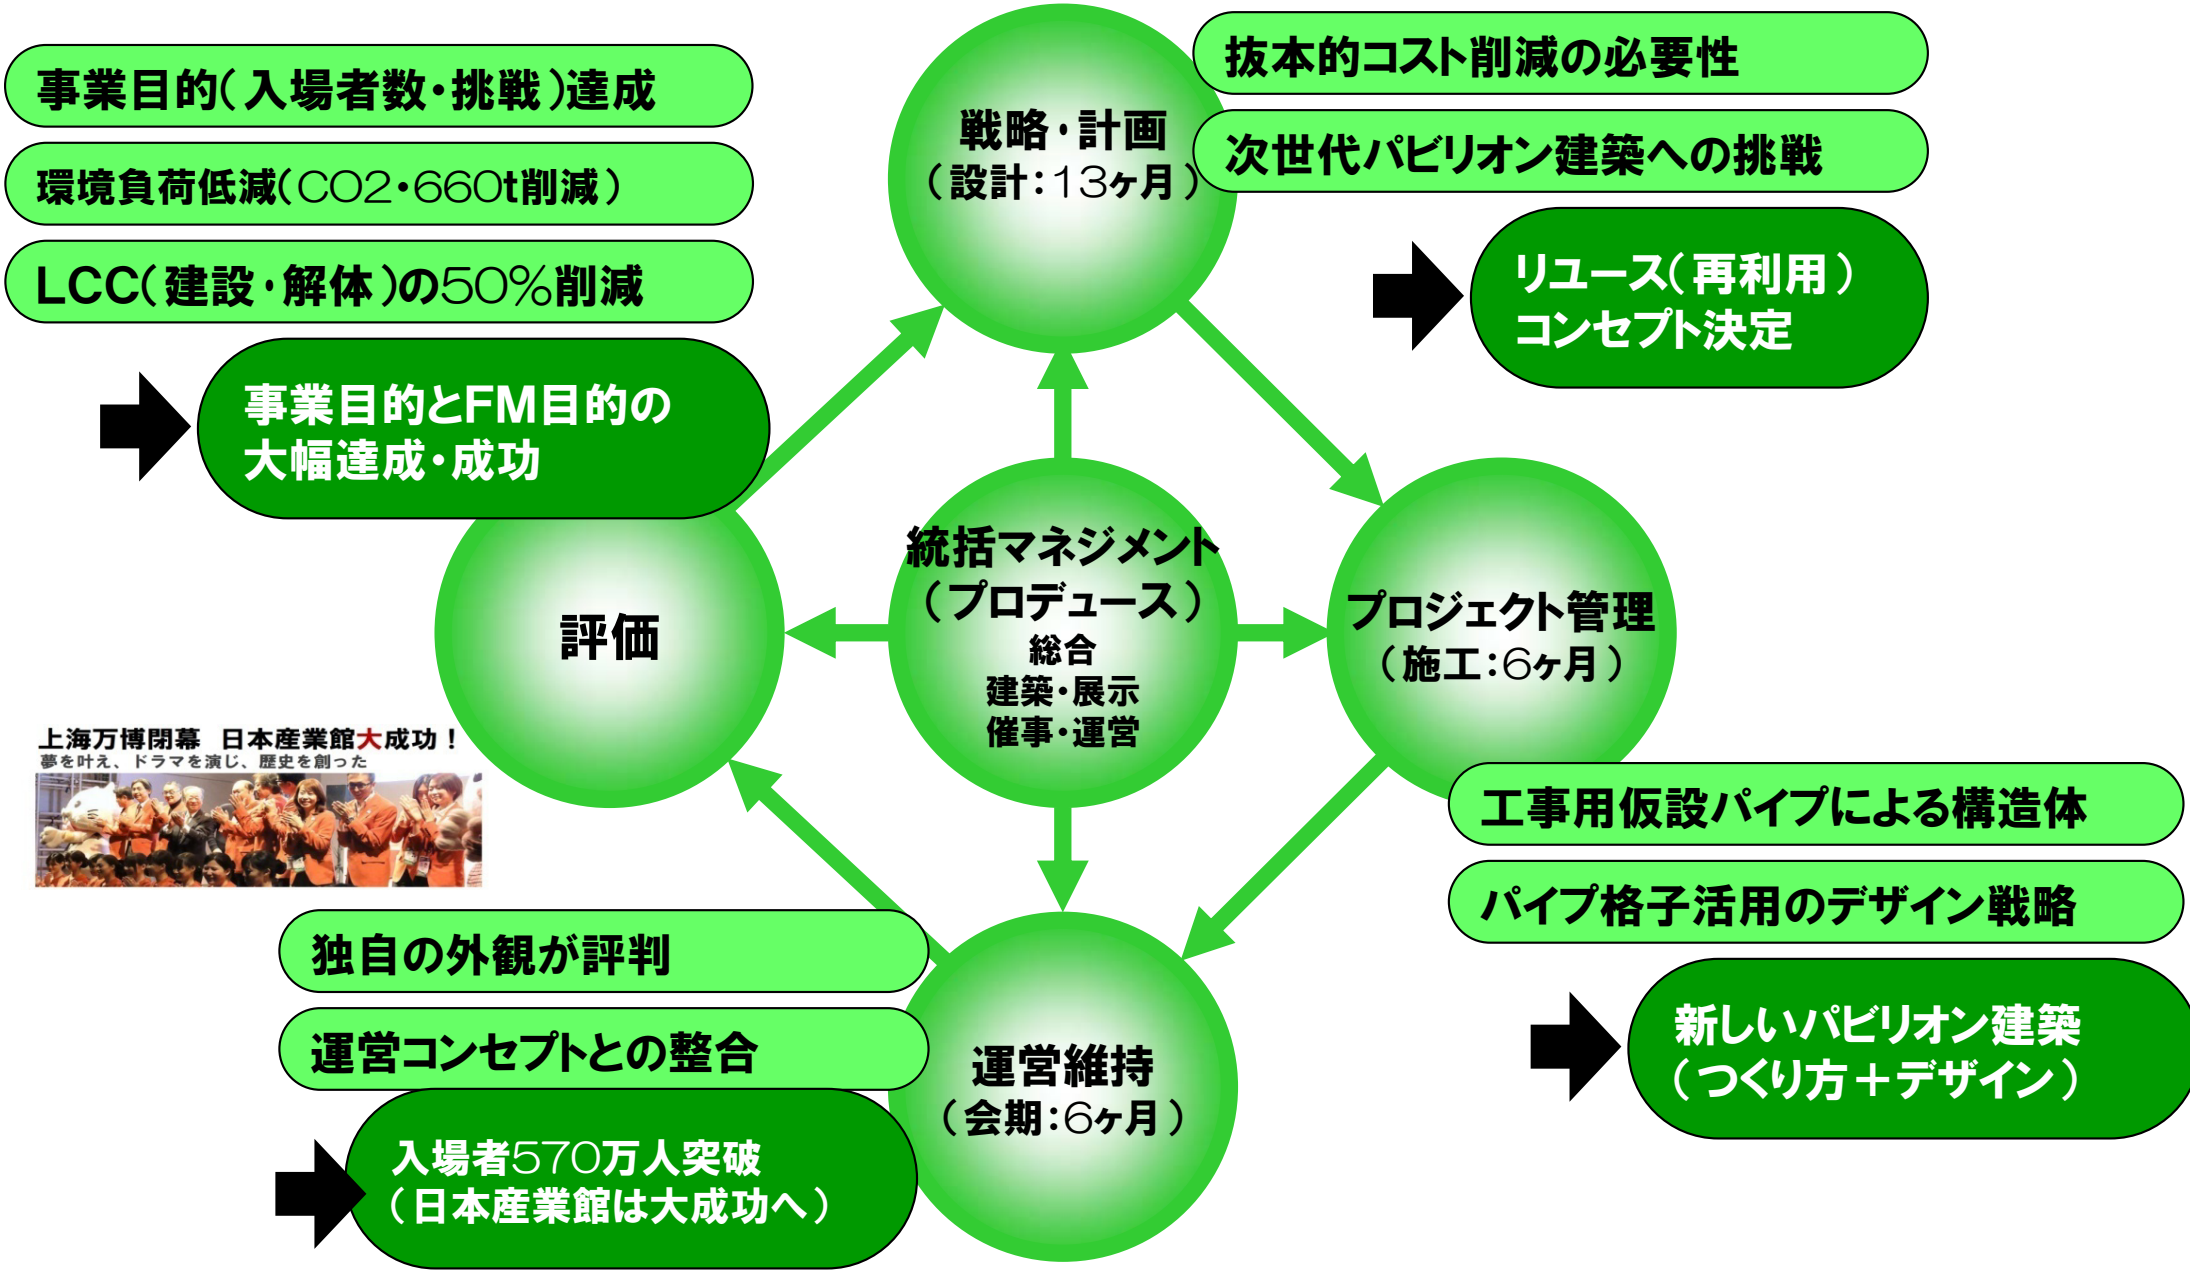 事業目的(入場者数・挑戦)達成
環境負荷低減(CO2・660t削減)
LCC(建設・解体)の50%削減
事業目的とFM目的の
大幅達成・成功
戦略・計画
(設計:13ヶ月)
抜本的コスト削減の必要性
次世代パビリオン建築への挑戦
リユース(再利用)
コンセプト決定
統括マネジメント
(プロデュース)
総合
建築・展示
催事・運営
評価
プロジェクト管理
(施工:6ヶ月)
上海万博閉幕 日本産業館大成功!
夢を叶え、ドラマを演じ、歴史を創った
工事用仮設パイプによる構造体
パイプ格子活用のデザイン戦略
新しいパビリオン建築
(つくり方+デザイン)
独自の外観が評判
運営コンセプトとの整合
入場者570万人突破
(日本産業館は大成功へ)
運営維持
(会期:6ヶ月)